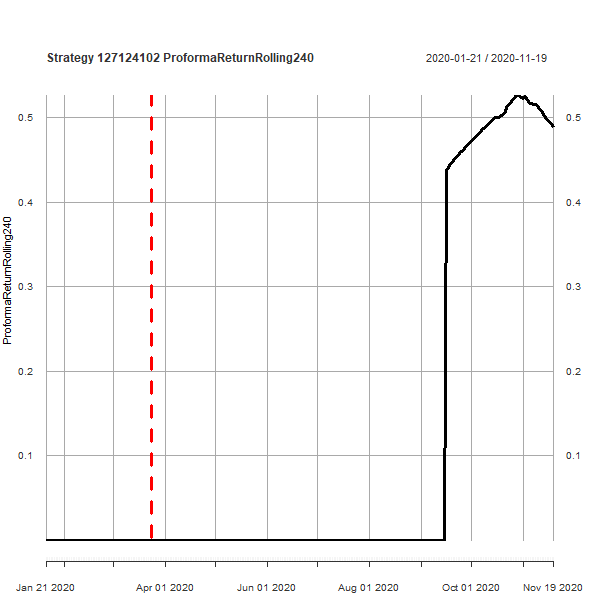 Strategy 127124102 ProformaReturnRolling240
2020-01-21 / 2020-11-19
ProformaReturnRolling240
0.5
0.4
0.3
0.2
0.1
0.5
0.4
0.3
0.2
0.1
Jan 21 2020
Apr 01 2020
Jun 01 2020
Aug 01 2020
Oct 01 2020
Nov 19 2020